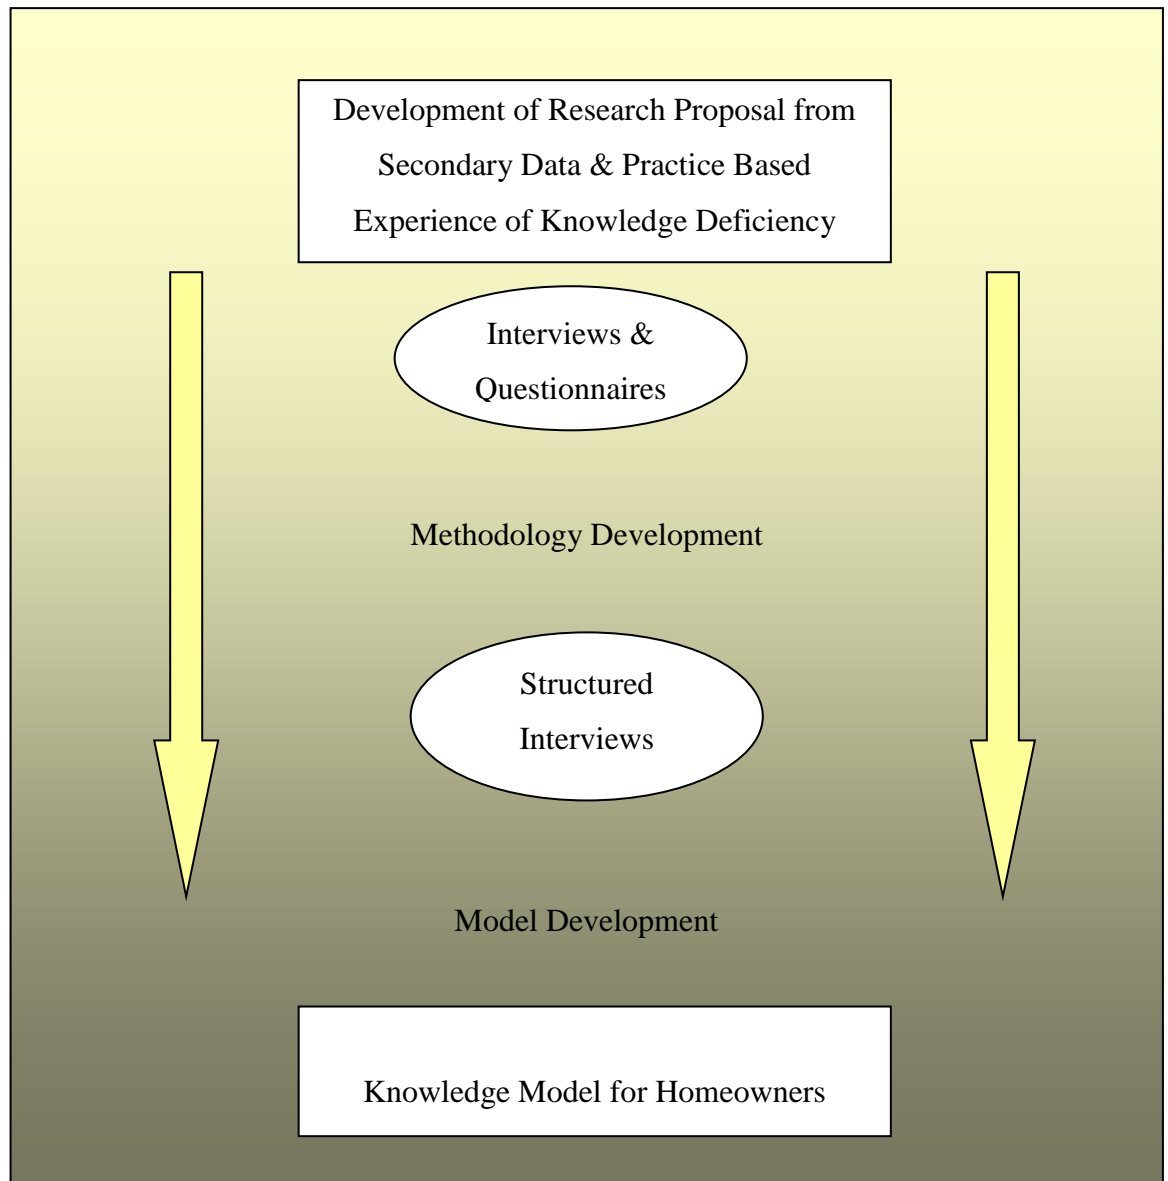 Development of Research Proposal from
Secondary Data & Practice Based
Experience of Knowledge Deficiency
Interviews &
Questionnaires
Methodology Development
Structured
Interviews
Model Development
Knowledge Model for Homeowners